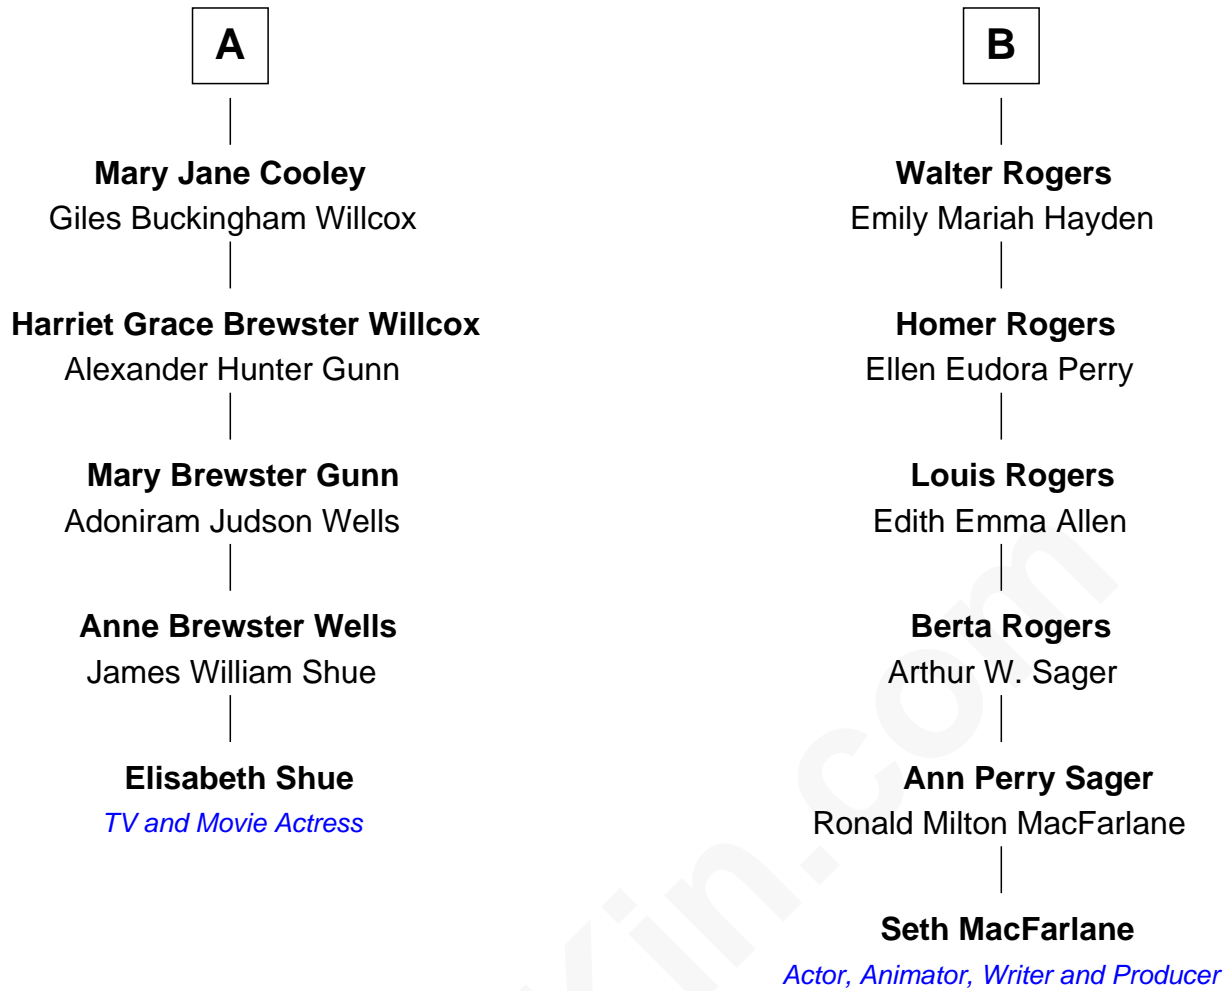 A
Mary Jane Cooley
Giles Buckingham Willcox
Harriet Grace Brewster Willcox
Alexander Hunter Gunn
Mary Brewster Gunn
Adoniram Judson Wells
Anne Brewster Wells
James William Shue
Elisabeth Shue
TV and Movie Actress
B
Walter Rogers
Emily Mariah Hayden
Homer Rogers
Ellen Eudora Perry
Louis Rogers
Edith Emma Allen
Berta Rogers
Arthur W. Sager
Ann Perry Sager
Ronald Milton MacFarlane
Seth MacFarlane
Actor, Animator, Writer and Producer
Kin.com